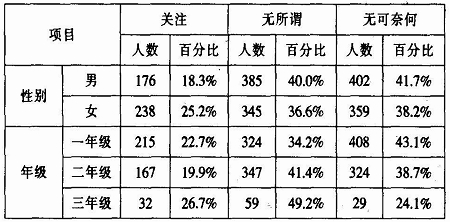 项目 关注 无所谓 无可奈何
人数 百分比 人数 百分比 人数 百分比
性别 男 176 18.3% 385 40.0% 402 41.7%
女 238 25.2% 345 36.6% 359 38.2%
年级 一年级 215 22.7% 324 34.2% 408 43.1%
二年级 167 19.9% 347 41.4% 324 38.7%
三年级 32 26.7% 59 49.2% 29 24.1%